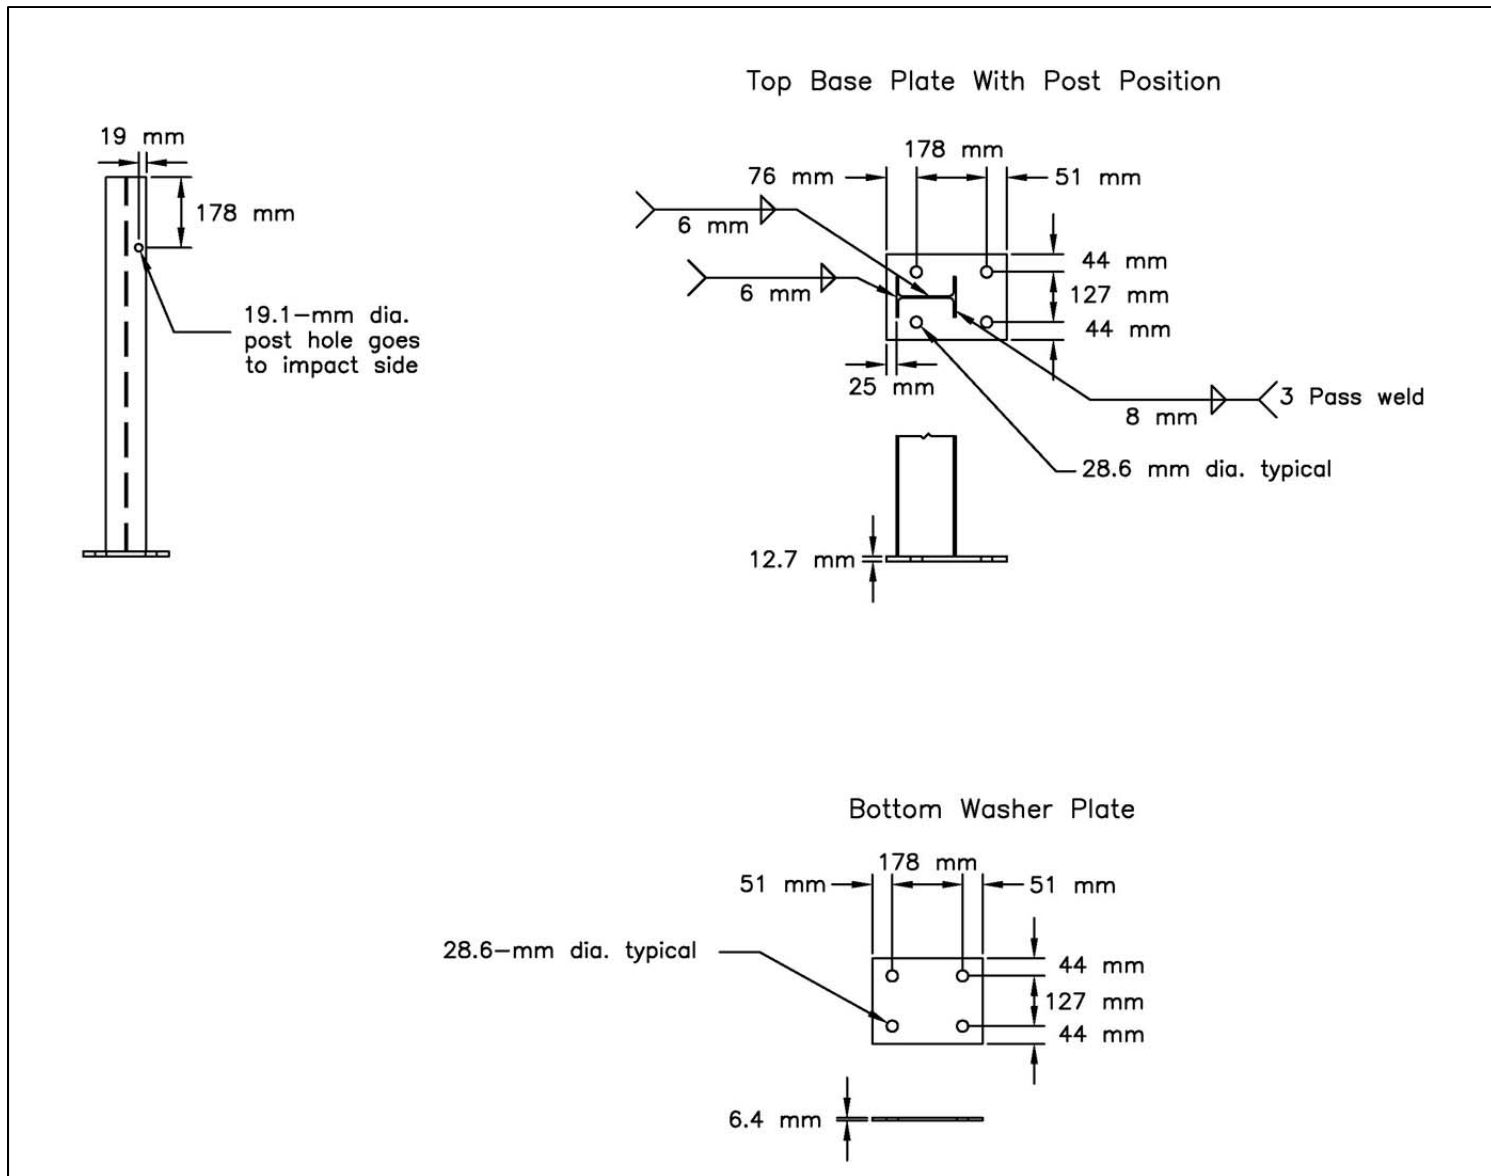 Top Base Plate With Post Position
19 mm
178 mm
19.1-mm dia.
post hole goes
to impact side
178 mm
76 mm
51 mm
6 mm
6 mm
44 mm
127 mm
44 mm
25 mm
8 mm
3 Pass weld
28.6 mm dia. typical
12.7 mm
Bottom Washer Plate
178 mm
51 mm
51 mm
28.6-mm dia. typical
44 mm
127 mm
44 mm
6.4 mm